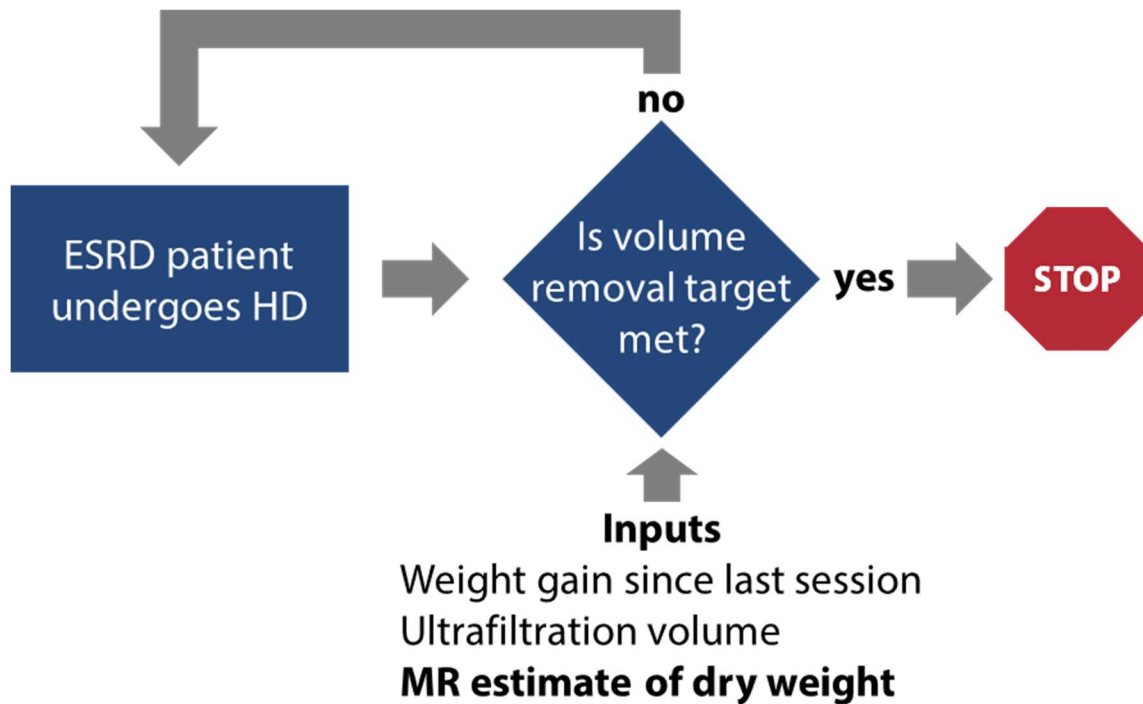 no
ESRD patient
undergoes HD
Is volume
removal target
met?
yes
STOP
Inputs
Weight gain since last session
Ultrafiltration volume
MR estimate of dry weight